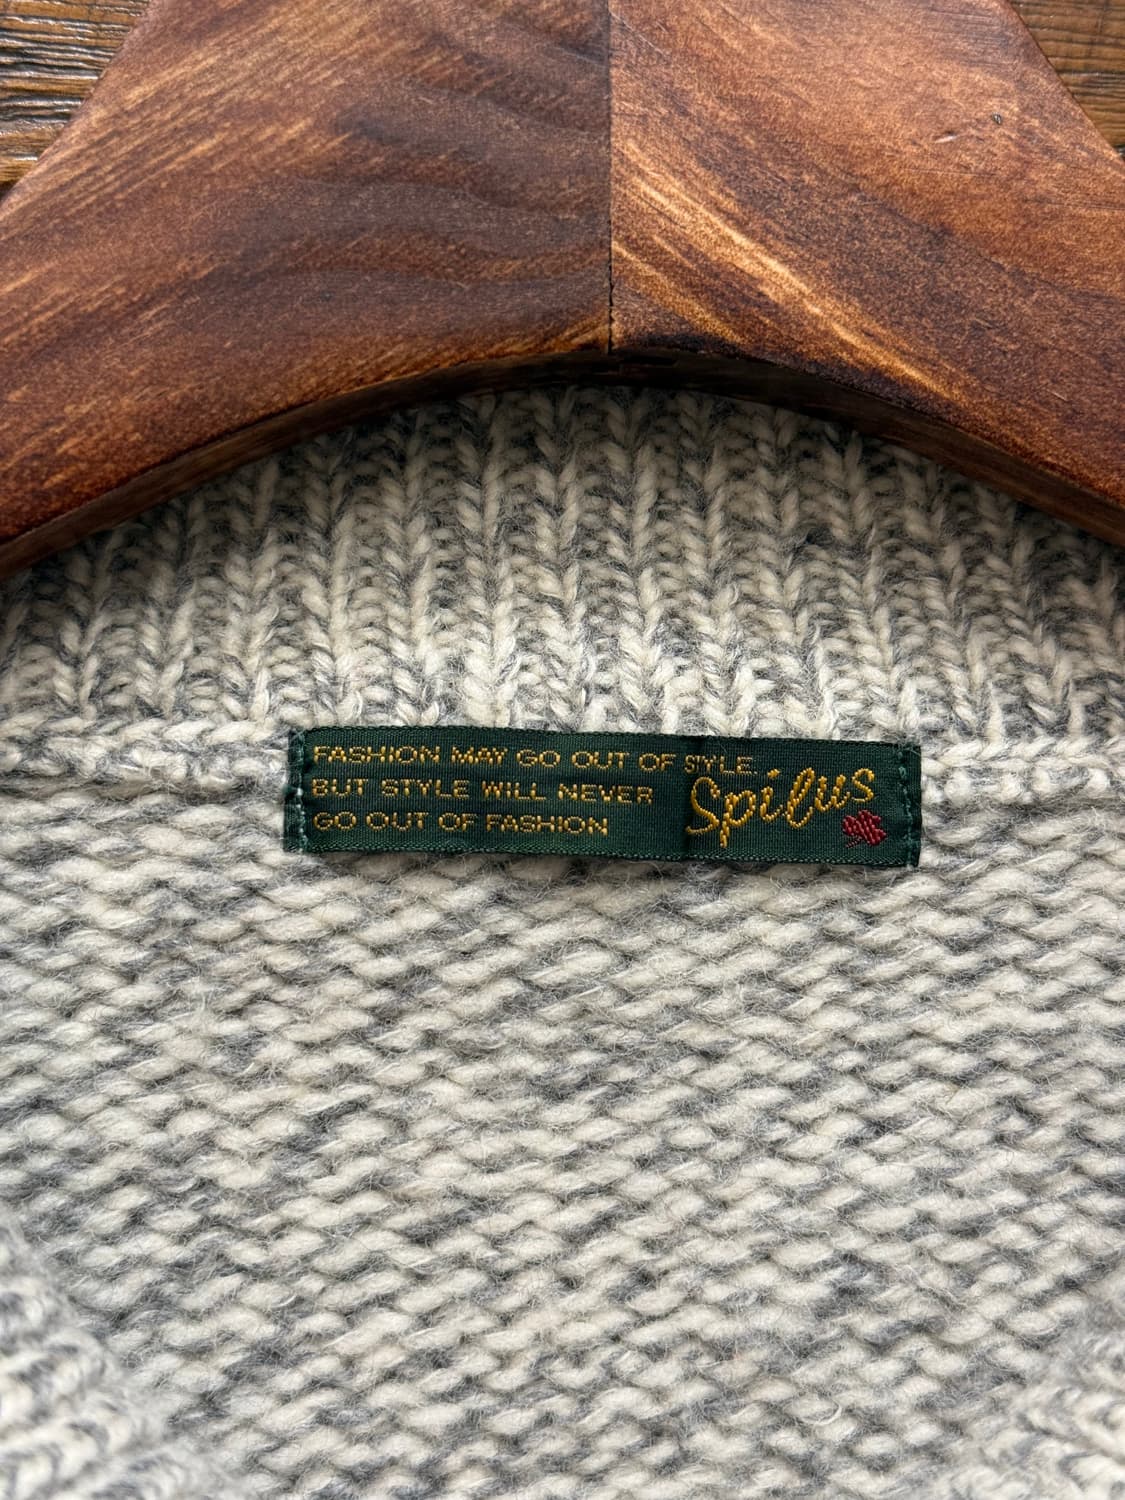 FASHION MAY GO OUT OF STYLE.
BUT STYLE WILL NEVER
GO OUT OF FASHION
Spilus